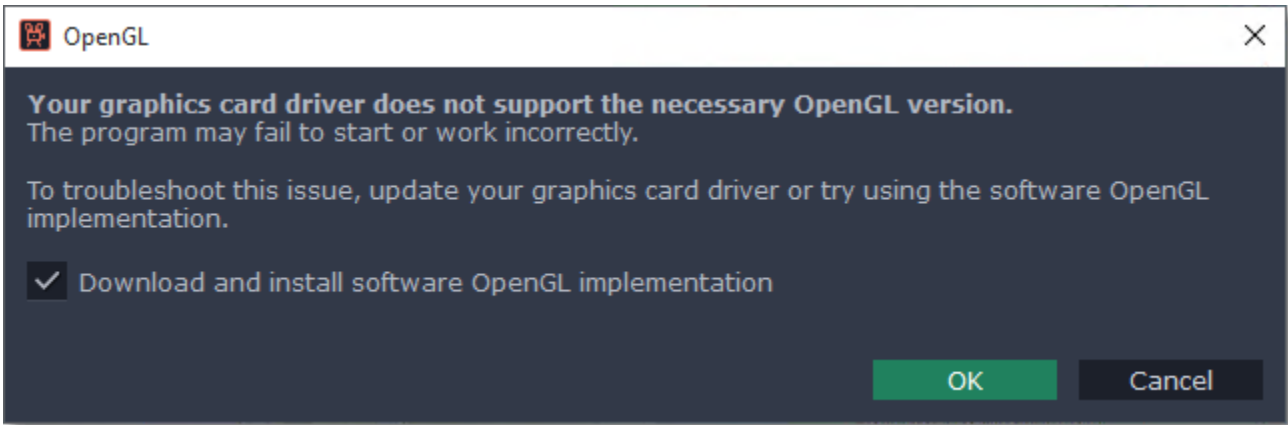 OpenGL
Your graphics card driver does not support the necessary OpenGL version.
The program may fail to start or work incorrectly.
To troubleshoot this issue, update your graphics card driver or try using the software OpenGL
implementation.
Download and install software OpenGL implementation
OK
Cancel